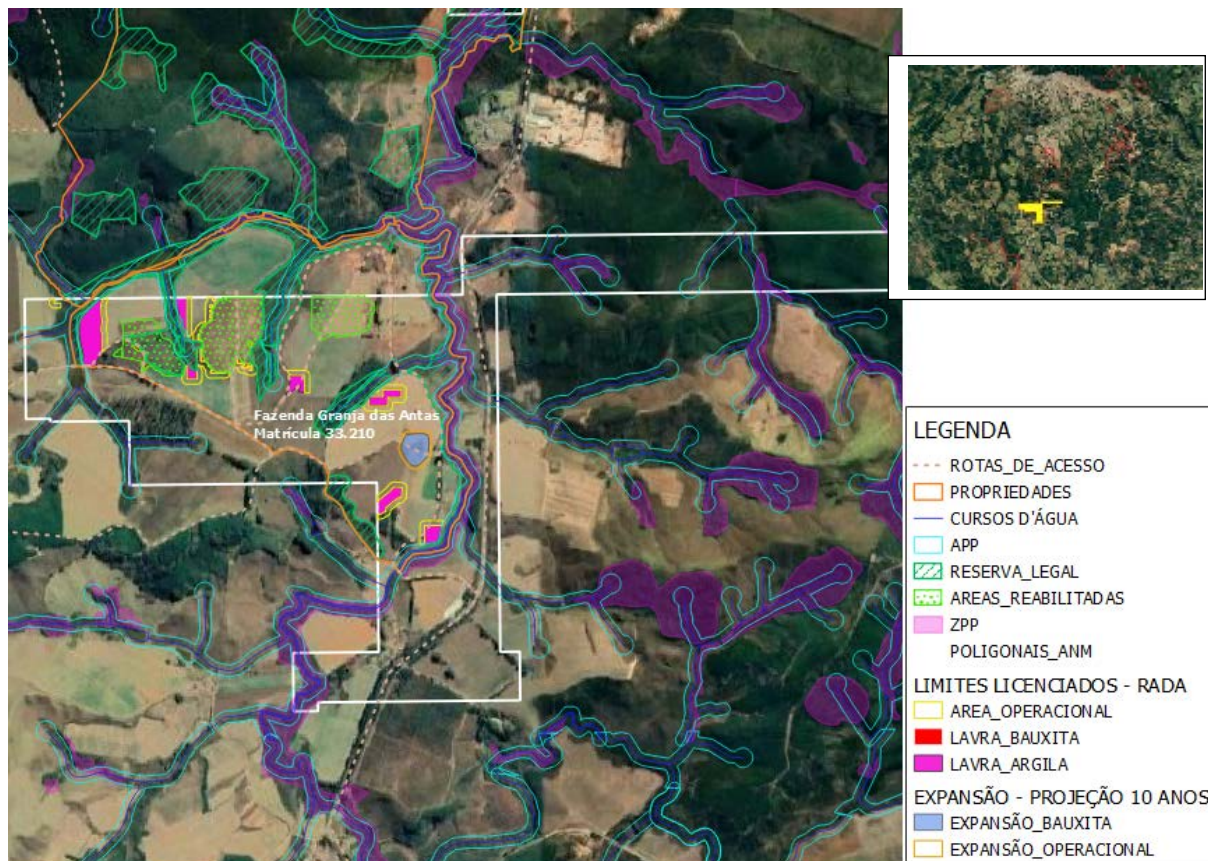 Fazenda Granja das Antas
Matrícula 33.210
LEGENDA
ROTAS_DE_ACESSO
PROPRIEDADES
CURSOS D'ÁGUA
APP
RESERVA_LEGAL
AREAS_REABILITADAS
ZPP
POLIGONAIS_ANM
LIMITES LICENCIADOS - RADA
AREA_OPERACIONAL
LAVRA_BAUXITA
LAVRA_ARGILA
EXPANSÃO - PROJEÇÃO 10 ANOS
EXPANSÃO_BAUXITA
EXPANSÃO_OPERACIONAL